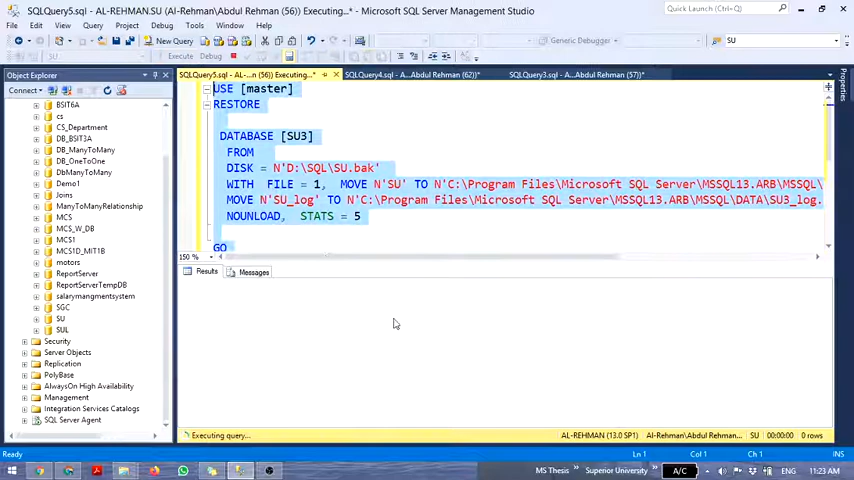 SQLQuery5.sql - AL-REHMAN.SU (Al-Rehman\Abdul Rehman (56)) Executing...* - Microsoft SQL Server Management Studio
Quick Launch (Ctrl+Q)
File Edit View Query Project Debug Tools Window Help
New Query
Generic Debugger
SU
SU
Execute Debug
Object Explorer
SQLQuery5.sql - AL-...n (56)) Executing...*
SQLQuery4.sql - A...Abdul Rehman (62))*
SQLQuery3.sql - A...Abdul Rehman (57))*
Properties
Connect
BSIT6A
cs
CS_Department
DB_BSIT3A
DB_ManyToMany
DB_OneToOne
DbManyToMany
Demo1
Joins
ManyToManyRelationship
MCS
MCS_W_DB
MCS1
MCS1D_MIT1B
motors
ReportServer
ReportServerTempDB
salarymangmentsystem
SGC
SU
SUL
Security
Server Objects
Replication
PolyBase
AlwaysOn High Availability
Management
Integration Services Catalogs
SQL Server Agent
USE [master]
RESTORE
DATABASE [SU3]
FROM
DISK = N'D:\SQL\SU.bak'
WITH FILE = 1, MOVE N'SU' TO N'C:\Program Files\Microsoft SQL Server\MSSQL13.ARB\MSSQL\
MOVE N'SU_log' TO N'C:\Program Files\Microsoft SQL Server\MSSQL13.ARB\MSSQL\DATA\SU3_log.
NOUNLOAD, STATS = 5
GO
150 %
Results Messages
Executing query...
AL-REHMAN (13.0 SP1) Al-Rehman\Abdul Rehman... SU 00:00:00 0 rows
Ready
Ln 1 Col 1 Ch 1 INS
MS Thesis Superior University A/C ENG 11:23 AM